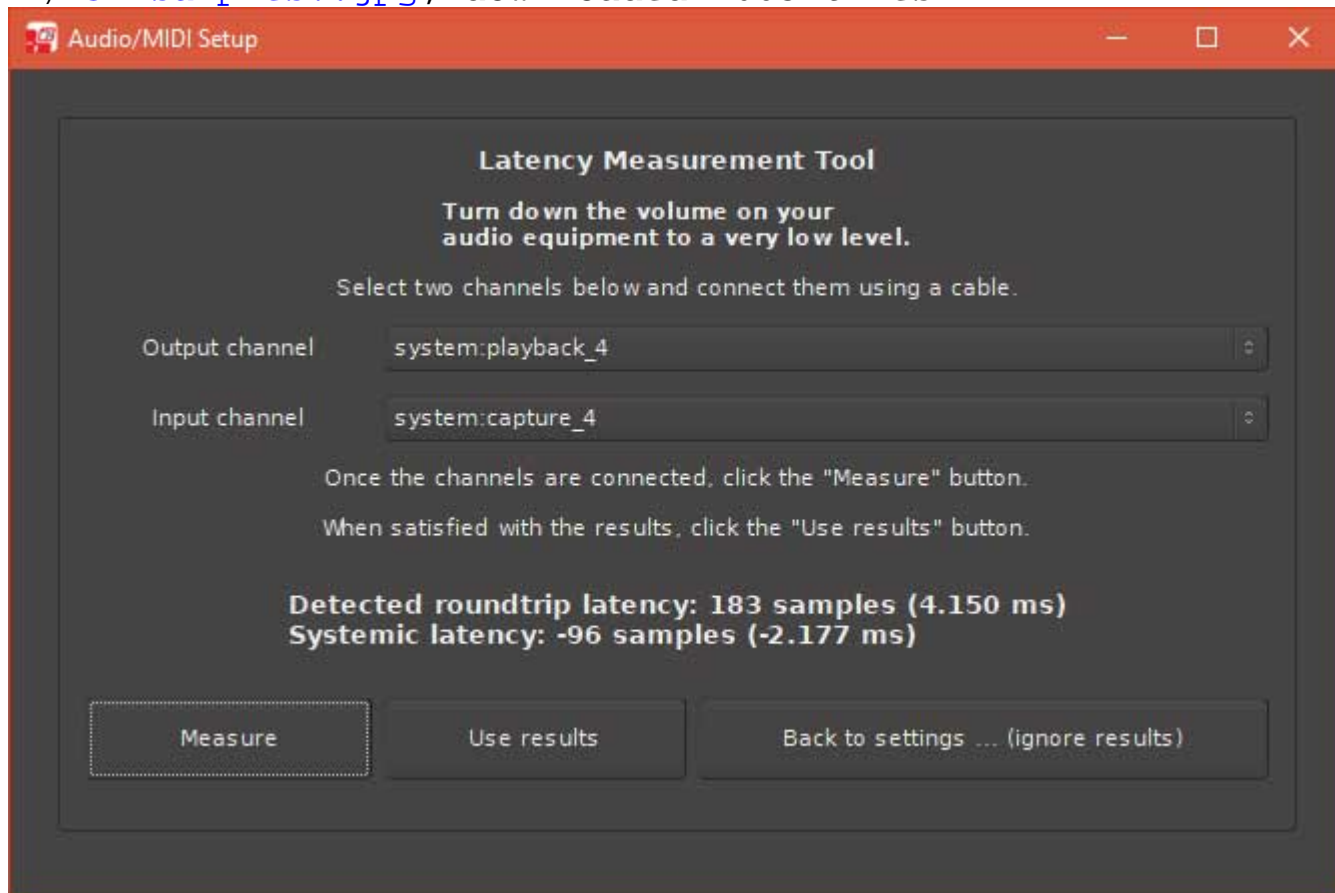 Audio/MIDI Setup
Latency Measurement Tool
Turn down the volume on your
audio equipment to a very low level.
Select two channels below and connect them using a cable.
Output channel system:playback_4
Input channel system:capture_4
Once the channels are connected, click the "Measure" button.
When satisfied with the results, click the "Use results" button.
Detected roundtrip latency: 183 samples (4.150 ms)
Systemic latency: -96 samples (-2.177 ms)
Measure Use results Back to settings ... (ignore results)